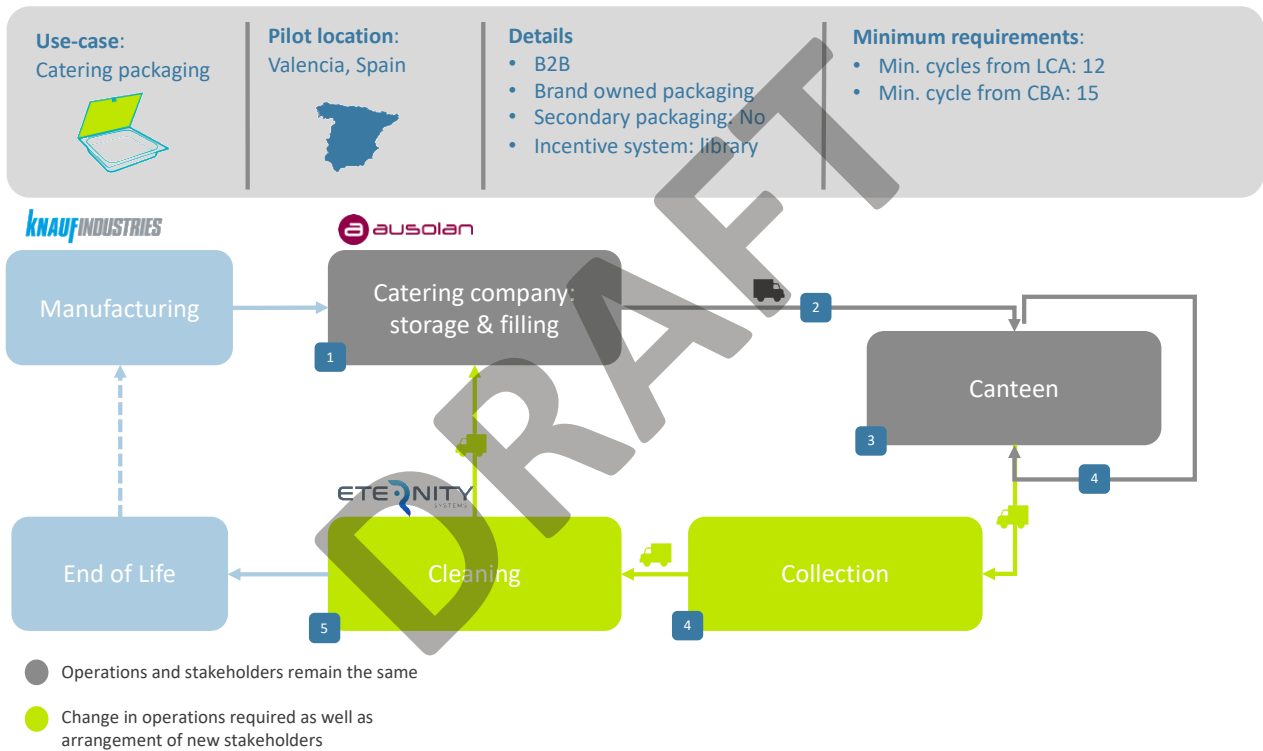 Use-case:
Catering packaging
Pilot location:
Valencia, Spain
Details
• B2B
• Brand owned packaging
• Secondary packaging: No
• Incentive system: library
Minimum requirements:
• Min. cycles from LCA: 12
• Min. cycle from CBA: 15
KNAUF INDUSTRIES
a ausolan
Manufacturing
Catering company:
storage & filling
1
2
Canteen
3
4
ETERNITY
SYSTEMS
End of Life
Cleaning
5
Collection
4
DRAFT
Operations and stakeholders remain the same
Change in operations required as well as
arrangement of new stakeholders